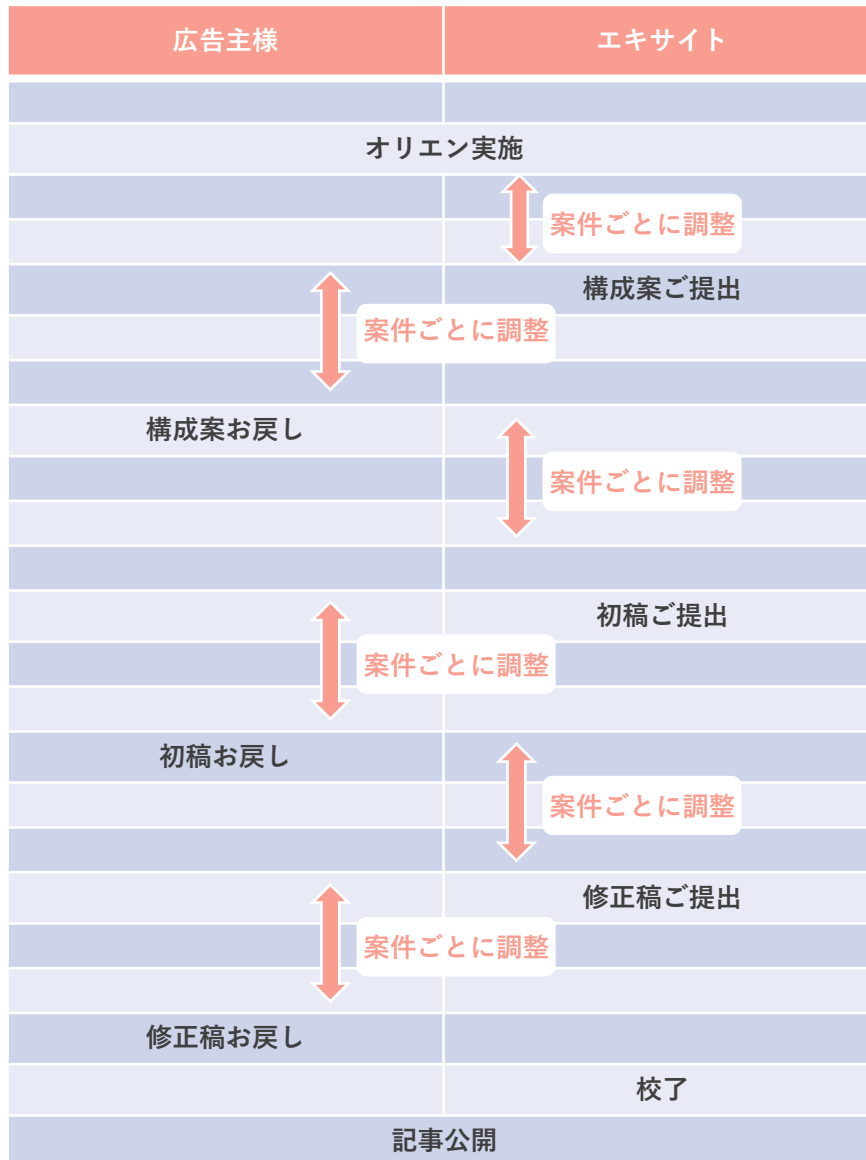 広告主様
エキサイト
オリエン実施
案件ごとに調整
構成案ご提出
案件ごとに調整
構成案お戻し
案件ごとに調整
初稿ご提出
案件ごとに調整
初稿お戻し
案件ごとに調整
修正稿ご提出
案件ごとに調整
修正稿お戻し
校了
記事公開